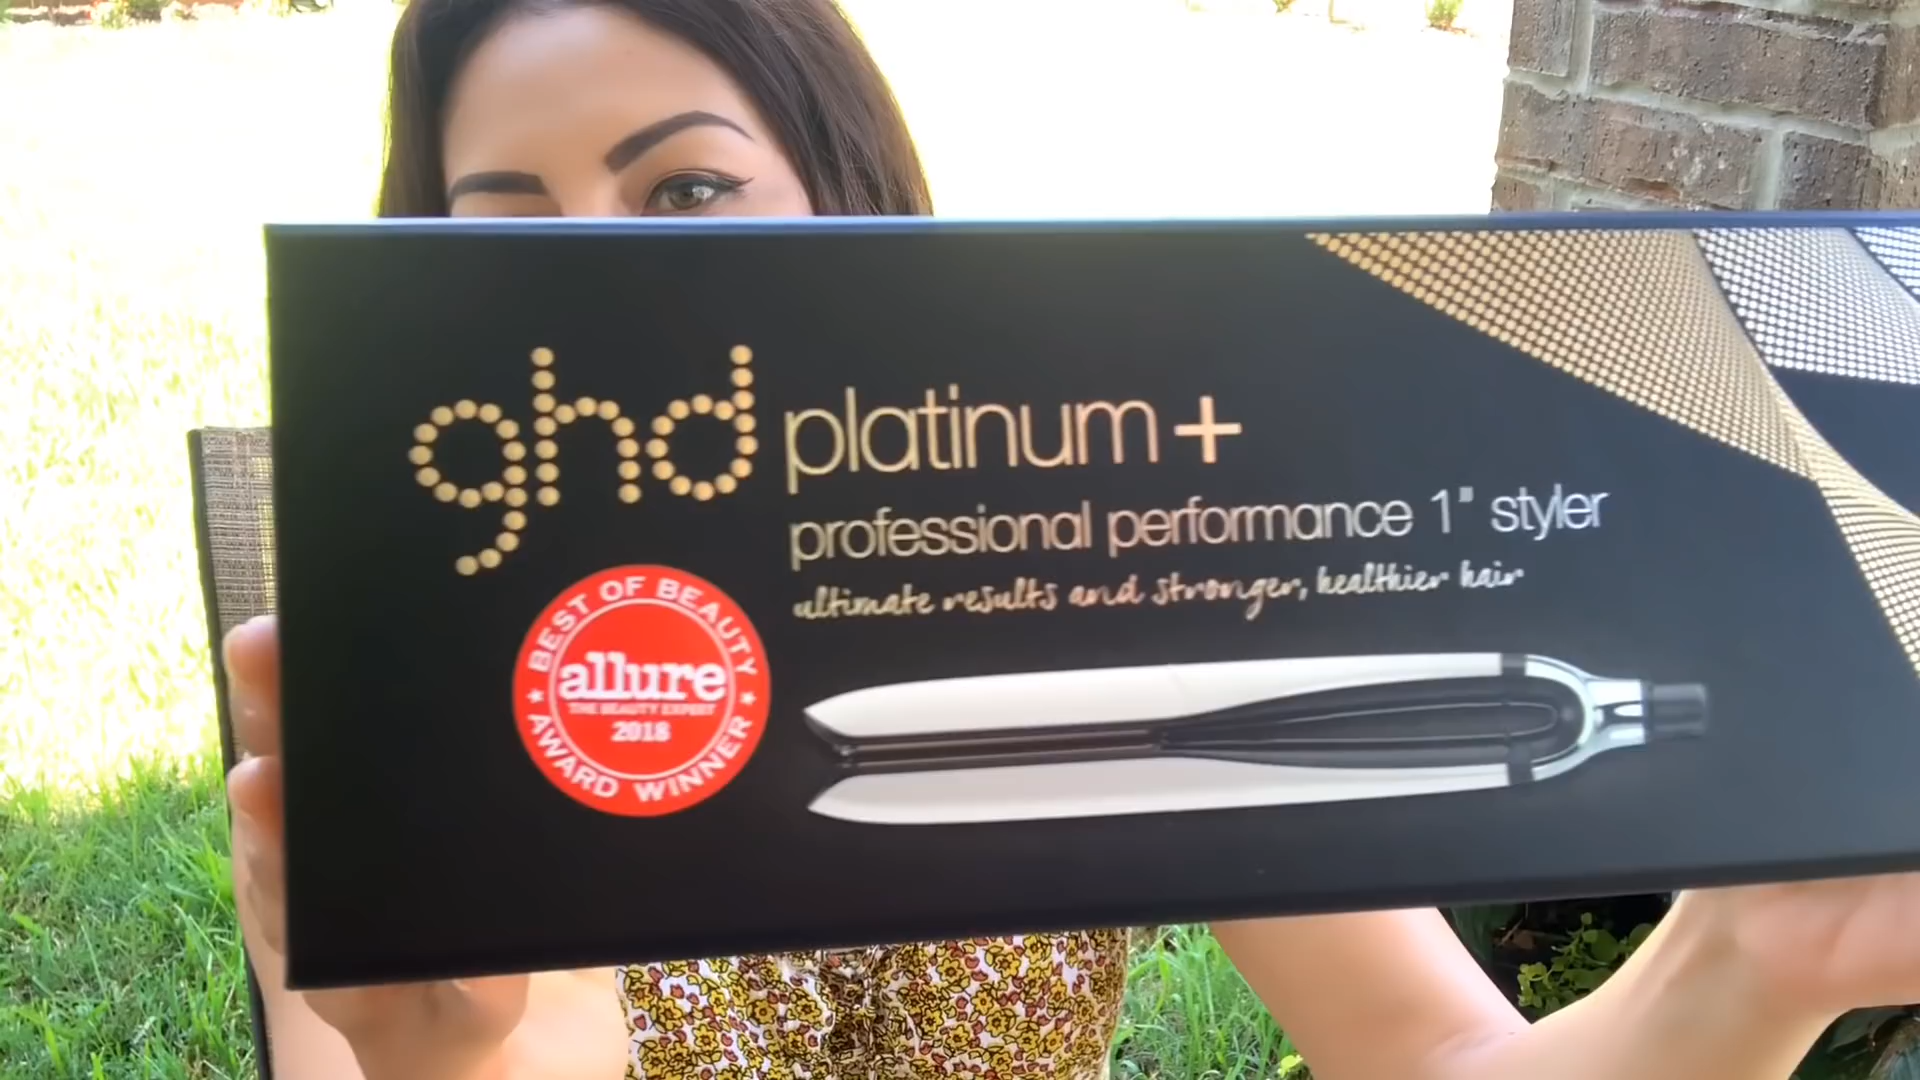 ghd platinum+
professional performance 1" styler
ultimate results and stronger, healthier hair
BEST OF BEAUTY
allure
THE BEAUTY EXPERT
2018
AWARD WINNER